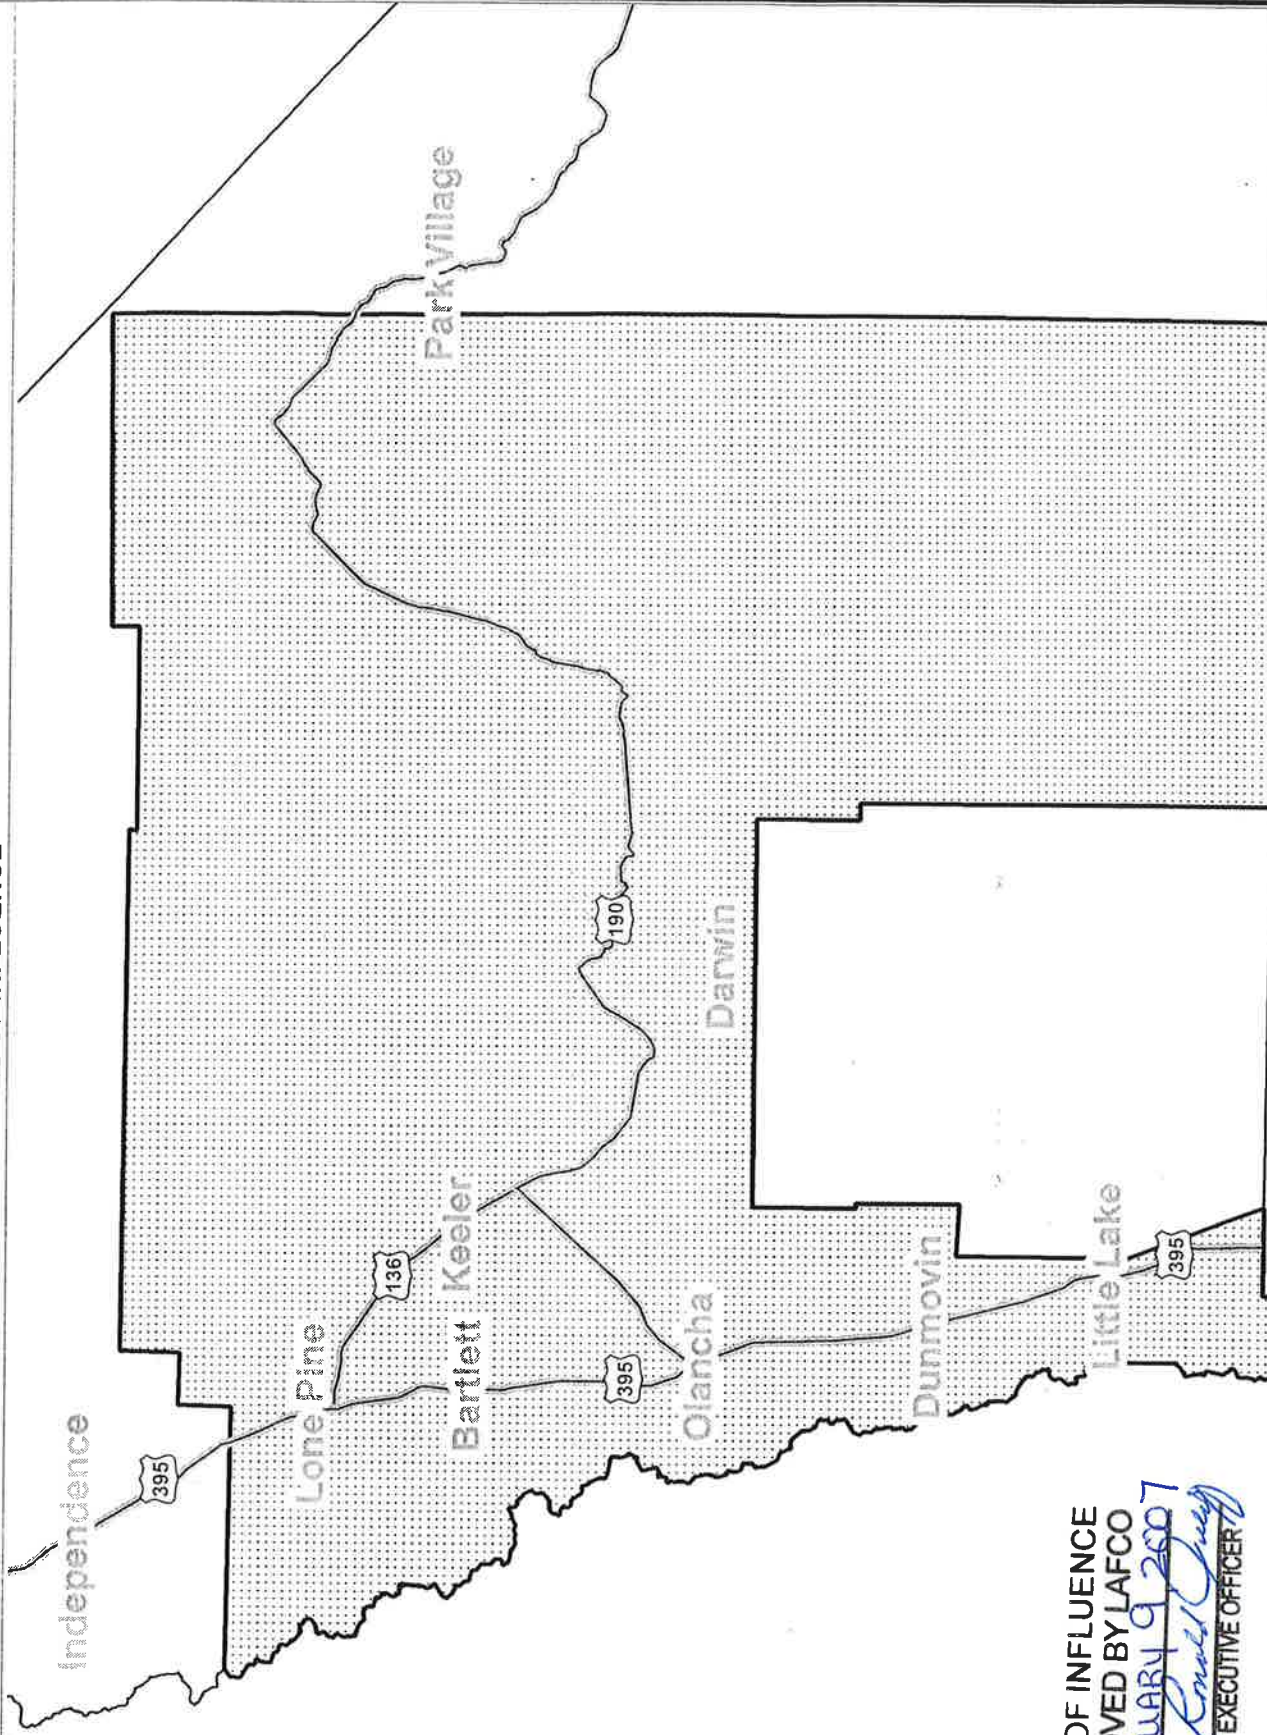 Independence
395
Lone Pine
136
Bartlett
Keeler
Park Village
190
395
Olancha
Darwin
Dunmovin
Little Lake
395
OF INFLUENCE
VED BY LAFCO
UARY 9 2007
Ronald
EXECUTIVE OFFICER